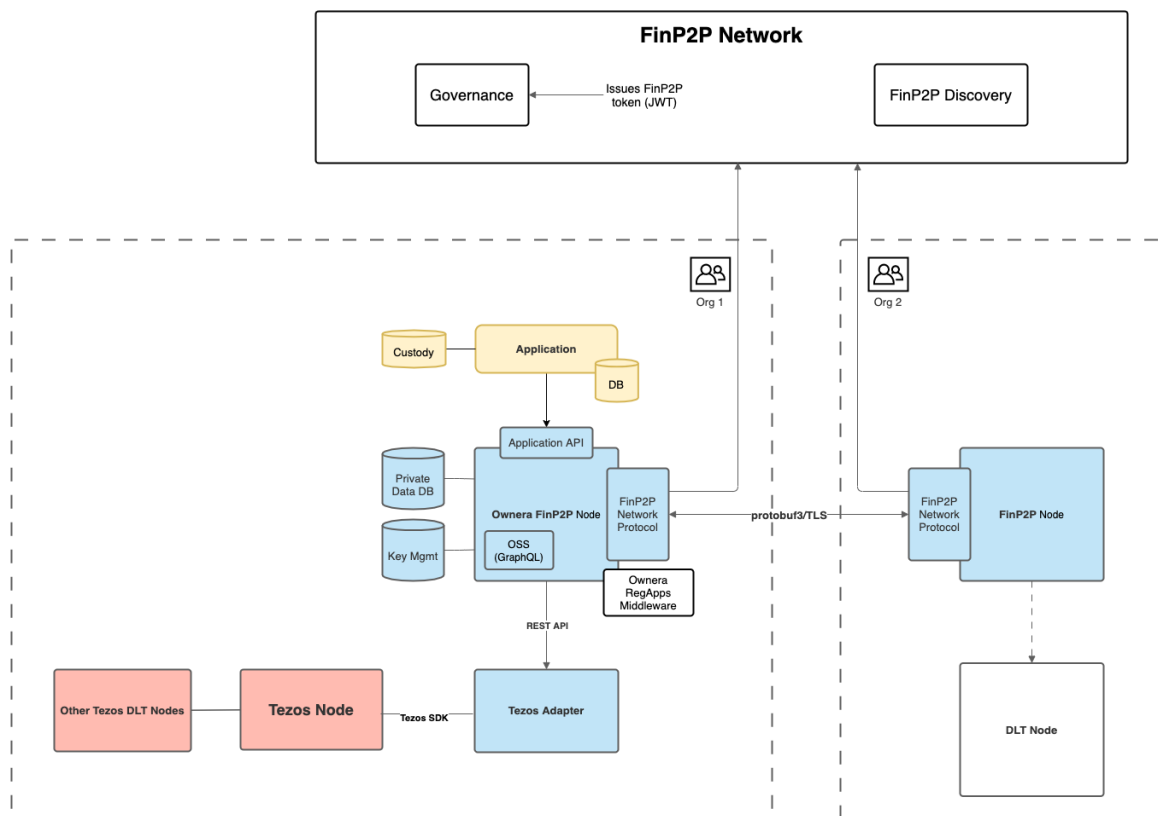 FinP2P Network
Governance
Issues FinP2P
token (JWT)
FinP2P Discovery
Org 1
Org 2
Custody
Application
DB
Application API
Private
Data DB
Ownera FinP2P Node
FinP2P
Network
Protocol
protobuf3/TLS
FinP2P
Network
Protocol
FinP2P Node
Key Mgmt
OSS
(GraphQL)
Ownera
RegApps
Middleware
REST API
Other Tezos DLT Nodes
Tezos Node
Tezos SDK
Tezos Adapter
DLT Node